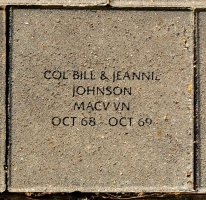 COL BILL & JEANNIE
JOHNSON
MACV VN
OCT 68 - OCT 69